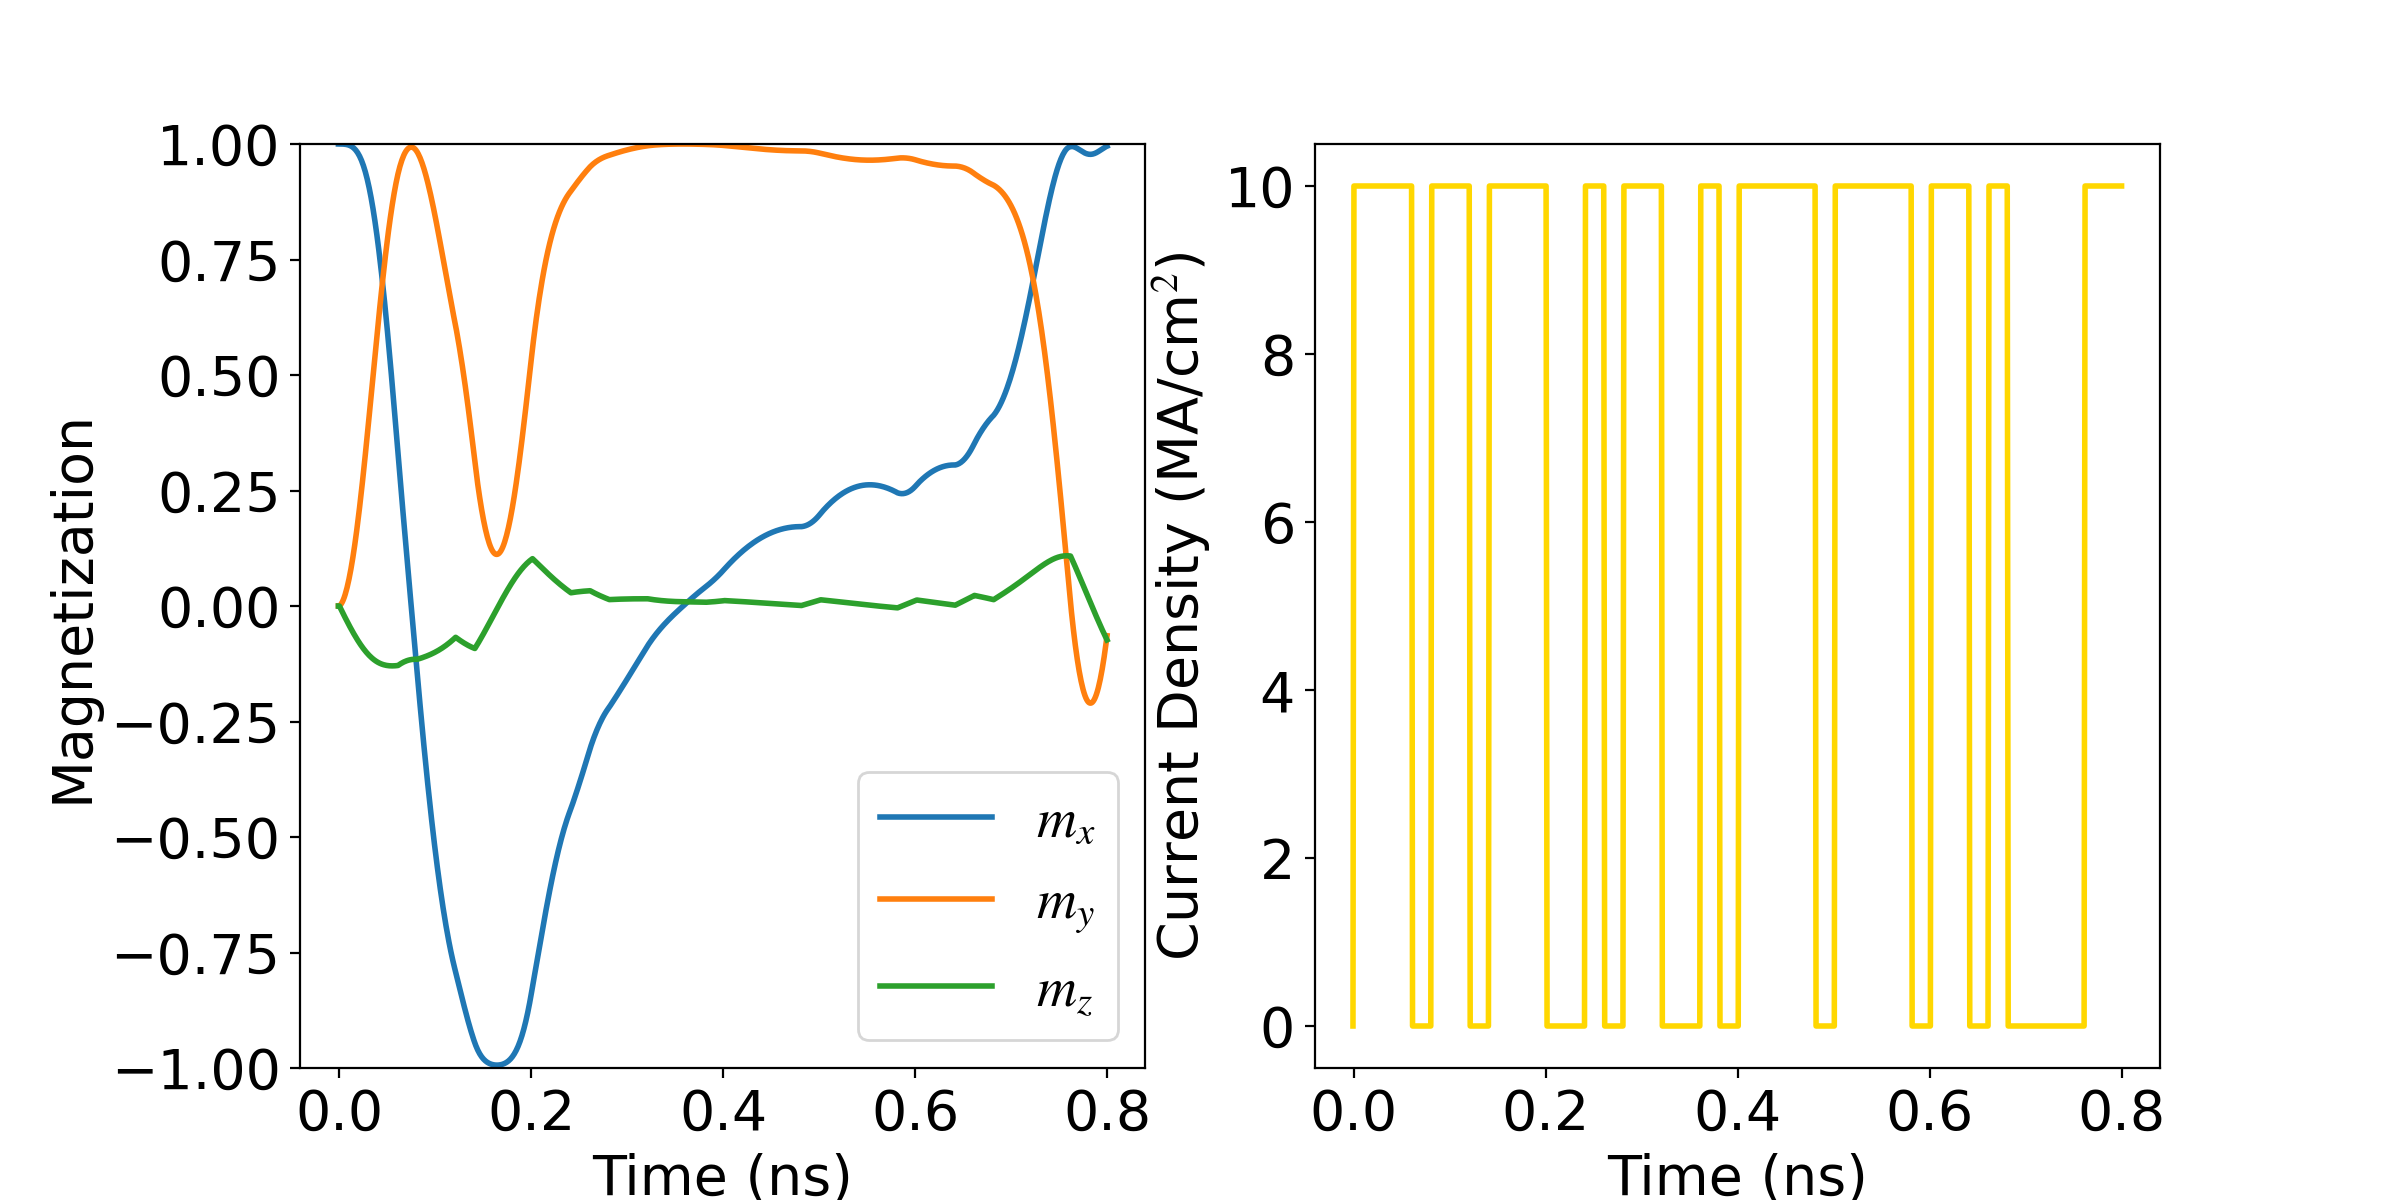 1.00
0.75
0.50
0.25
0.00
−0.25
−0.50
−0.75
−1.00
Magnetization
0.0 0.2 0.4 0.6 0.8
Time (ns)
m_x
m_y
m_z
10
8
6
4
2
0
Current Density (MA/cm²)
0.0 0.2 0.4 0.6 0.8
Time (ns)